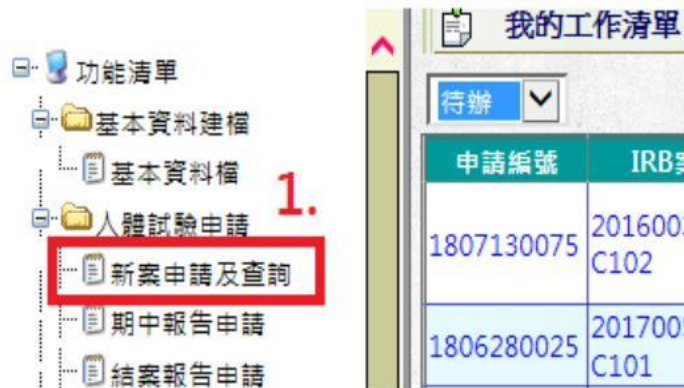 功能清單
基本資料建檔
基本資料檔
1.
人體試驗申請
新案申請及查詢
期中報告申請
結案報告申請
我的工作清單
待辦
申請編號 IRB
1807130075 201600
C102
1806280025 201700
C101